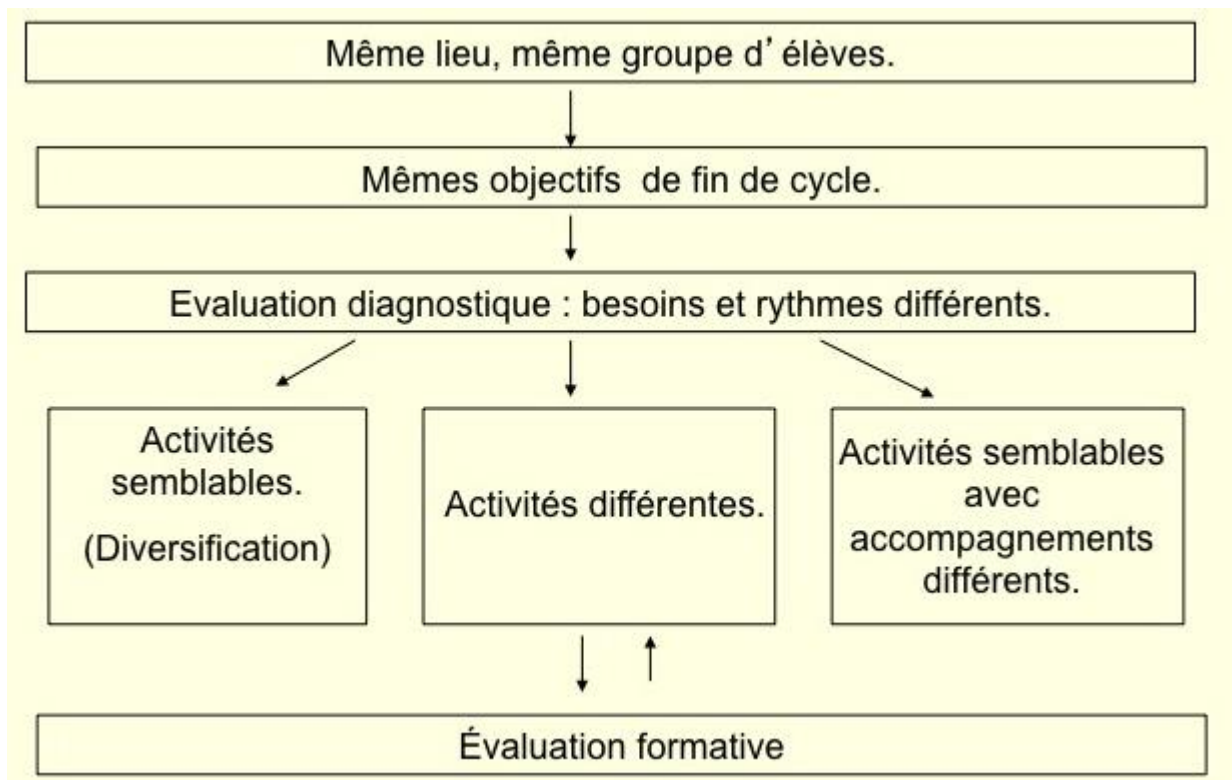 Même lieu, même groupe d’ élèves.
Mêmes objectifs de fin de cycle.
Evaluation diagnostique : besoins et rythmes différents.
Activités
semblables.
(Diversification)
Activités différentes.
Activités semblables
avec
accompagnements
différents.
Évaluation formative